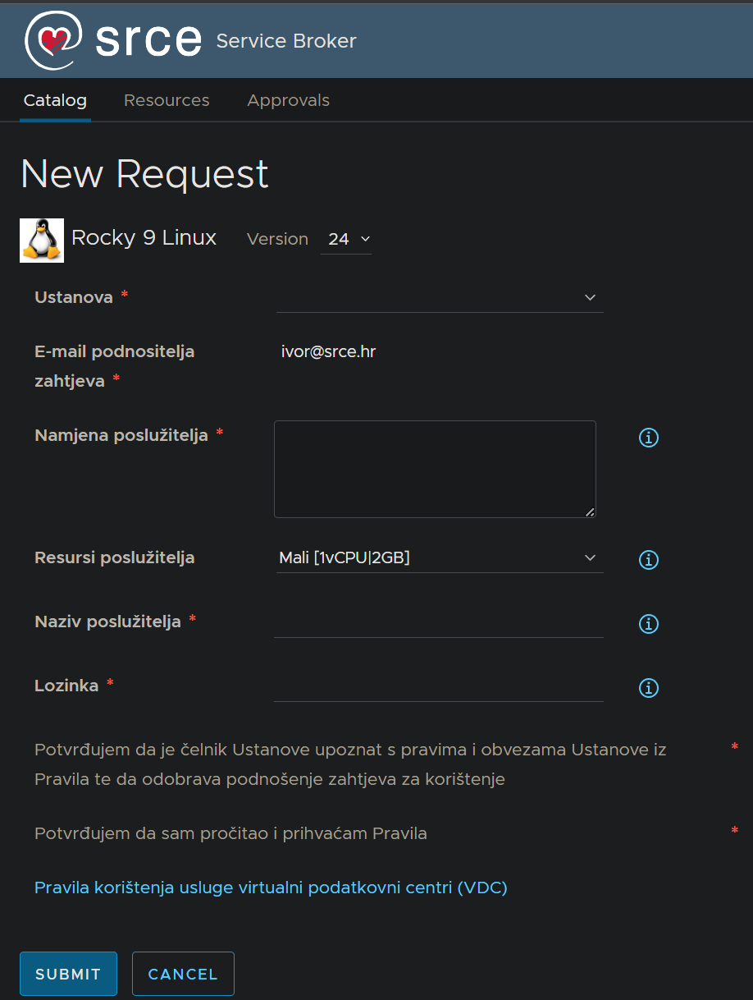 srce Service Broker
Catalog Resources Approvals
New Request
Rocky 9 Linux Version 24
Ustanova *
E-mail podnositelja
zahtjeva *
ivor@srce.hr
Namjena poslužitelja *
Resursi poslužitelja Mali [1vCPU|2GB]
Naziv poslužitelja *
Lozinka *
Potvrđujem da je čelnik Ustanove upoznat s pravima i obvezama Ustanove iz *
Pravila te da odobrava podnošenje zahtjeva za korištenje
Potvrđujem da sam pročitao i prihvaćam Pravila *
Pravila korištenja usluge virtualni podatkovni centri (VDC)
SUBMIT CANCEL